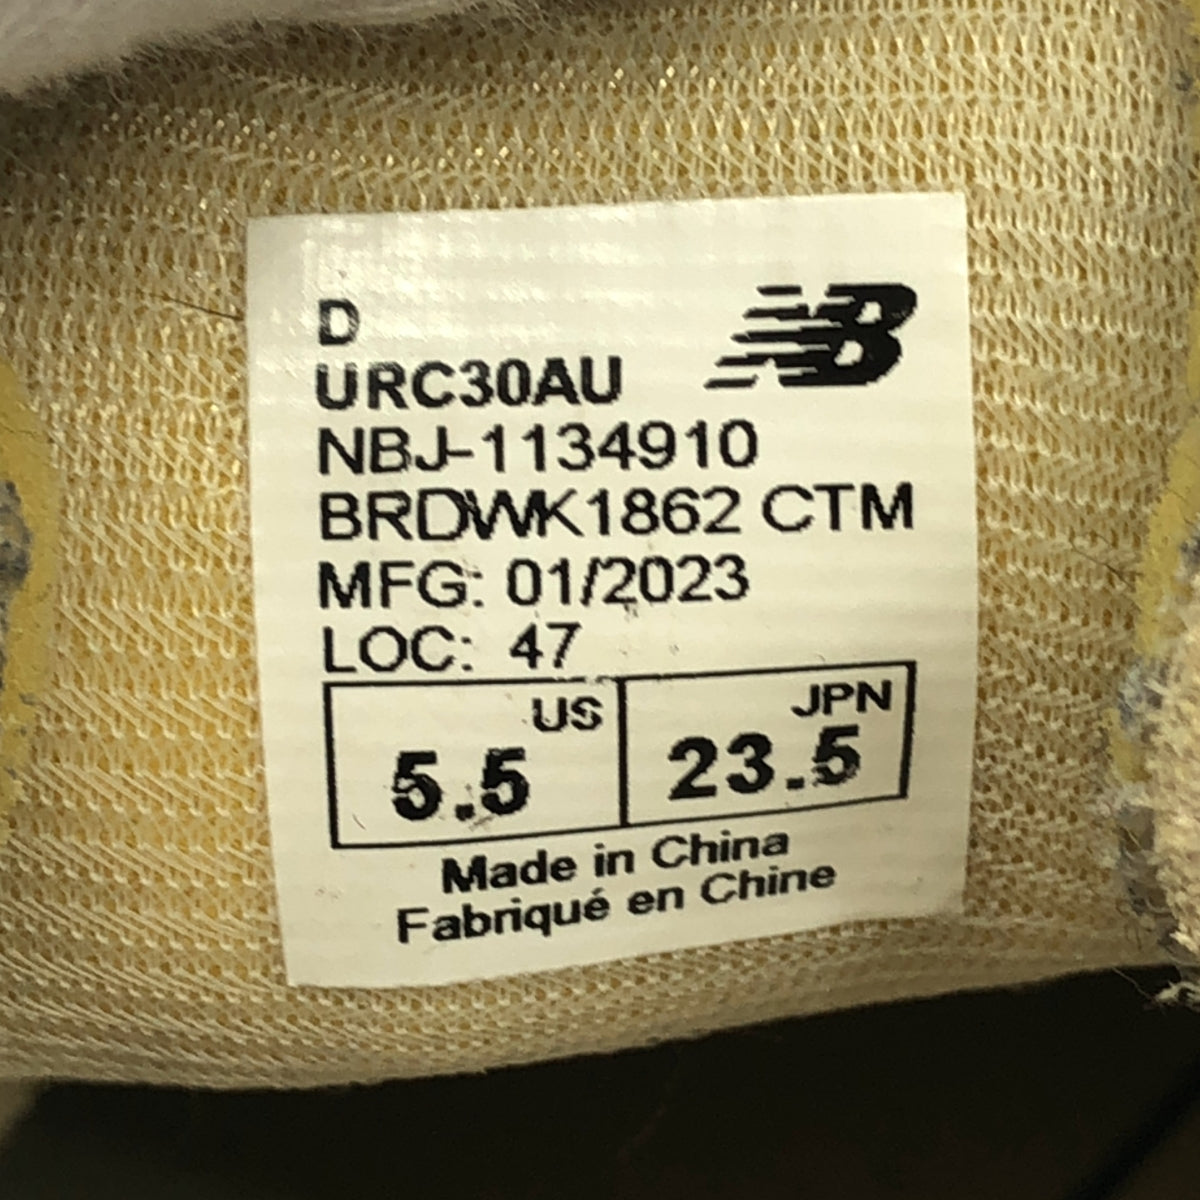 D
URC30AU
NBJ-1134910
BRDWK1862 CTM
MFG: 01/2023
LOC: 47
US
5.5
JPN
23.5
Made in China
Fabriqué en Chine